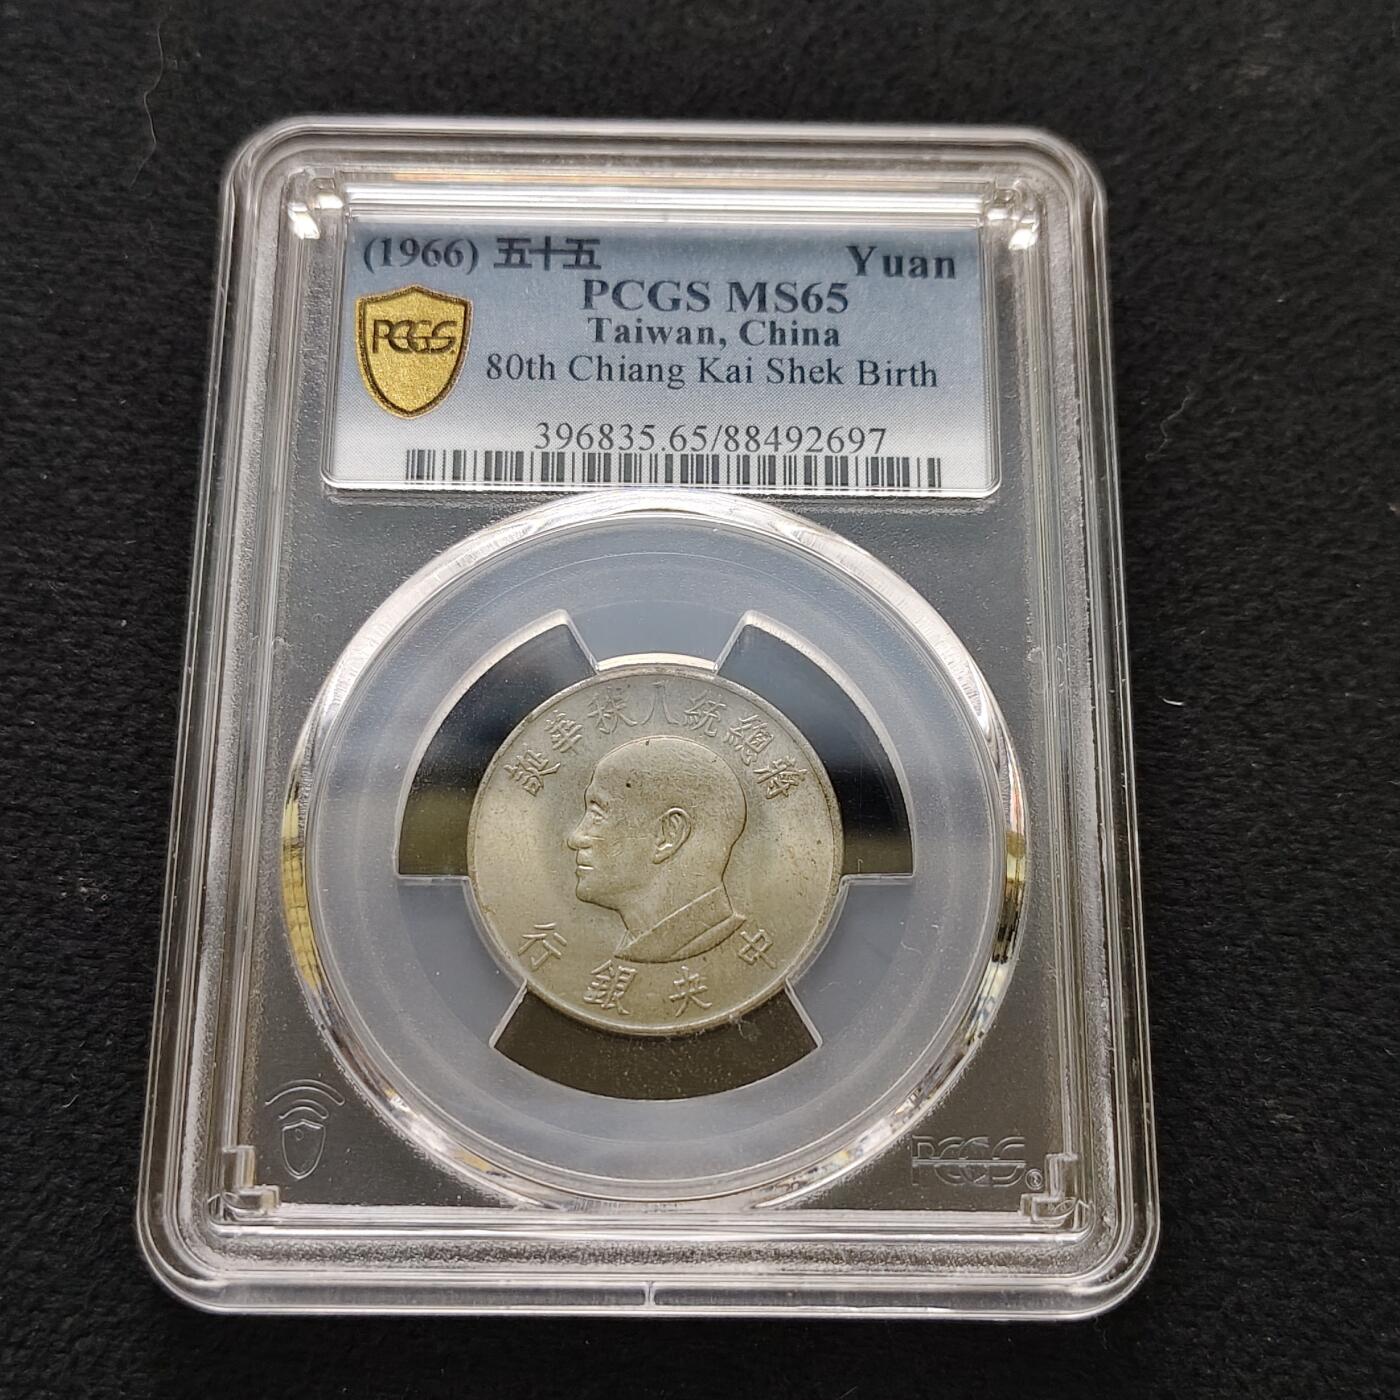 (1966) 五十五 Yuan
PCGS MS65
PCGS
Taiwan, China
80th Chiang Kai Shek Birth
396835.65/88492697
蔣總統八秩華誕
中央銀行
PCGS®